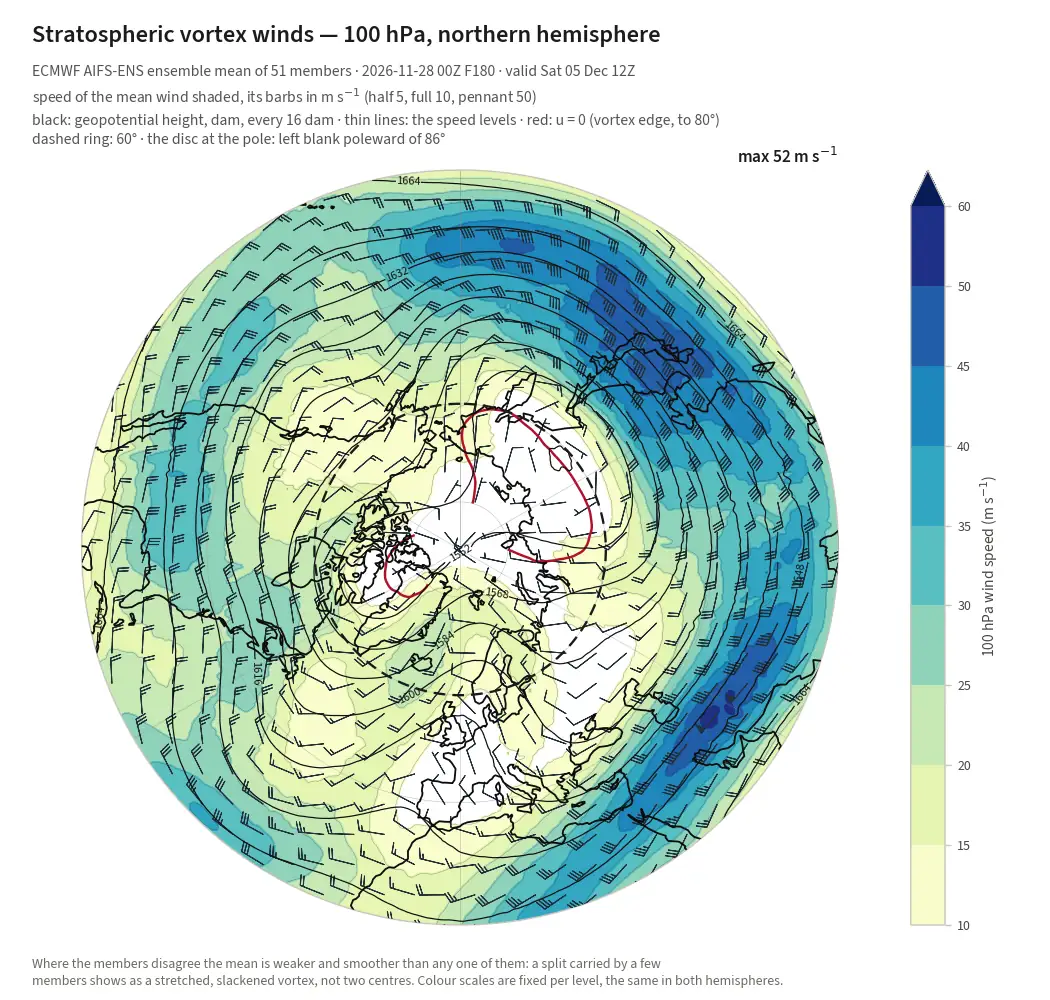 Stratospheric vortex winds — 100 hPa, northern hemisphere
ECMWF AIFS-ENS ensemble mean of 51 members · 2026-11-28 00Z F180 · valid Sat 05 Dec 12Z
speed of the mean wind shaded, its barbs in m s⁻¹ (half 5, full 10, pennant 50)
black: geopotential height, dam, every 16 dam · thin lines: the speed levels · red: u = 0 (vortex edge, to 80°)
dashed ring: 60° · the disc at the pole: left blank poleward of 86°
max 52 m s⁻¹
1664
1632
1664
1552
1568
1648
1584
1616
1600
1664
60
50
45
40
35
30
25
20
15
10
100 hPa wind speed (m s⁻¹)
Where the members disagree the mean is weaker and smoother than any one of them: a split carried by a few
members shows as a stretched, slackened vortex, not two centres. Colour scales are fixed per level, the same in both hemispheres.